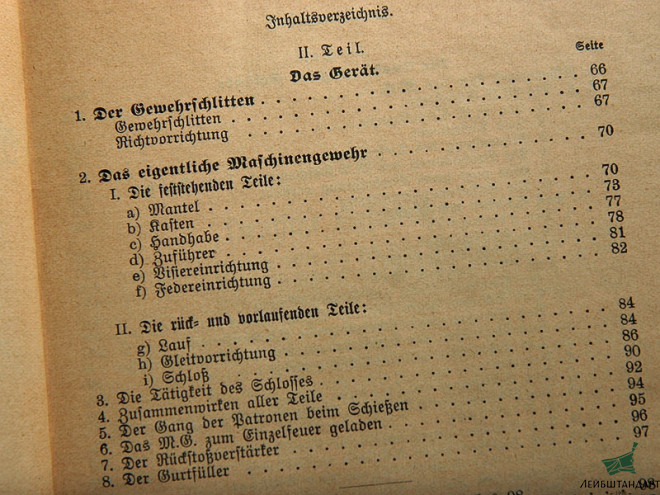 Inhaltsverzeichnis.
II. Teil.
Seite
Das Gerät.
1. Der Gewehrschlitten . . . . . . . . . . 66
Gewehrschlitten . . . . . . . . . . 67
Richtvorrichtung . . . . . . . . . . 67
2. Das eigentliche Maschinengewehr . . . . . . . . . . 70
I. Die feststehenden Teile:
a) Mantel . . . . . . . . . . 70
b) Kasten . . . . . . . . . . 73
c) Handhabe . . . . . . . . . . 77
d) Zuführer . . . . . . . . . . 78
e) Visiereinrichtung . . . . . . . . . . 81
f) Federeinrichtung . . . . . . . . . . 82
II. Die rück- und vorlaufenden Teile:
g) Lauf . . . . . . . . . . 84
h) Gleitvorrichtung . . . . . . . . . . 84
i) Schloß . . . . . . . . . . 86
3. Die Tätigkeit des Schlosses . . . . . . . . . . 90
4. Zusammenwirken aller Teile . . . . . . . . . . 92
5. Der Gang der Patronen beim Schießen . . . . . . . . . . 94
6. Das M.G. zum Einzelfeuer geladen . . . . . . . . . . 95
7. Der Rückstoßverstärker . . . . . . . . . . 96
8. Der Gurtfüller . . . . . . . . . . 97
98
ЛЕЙБШТАНДАРТ